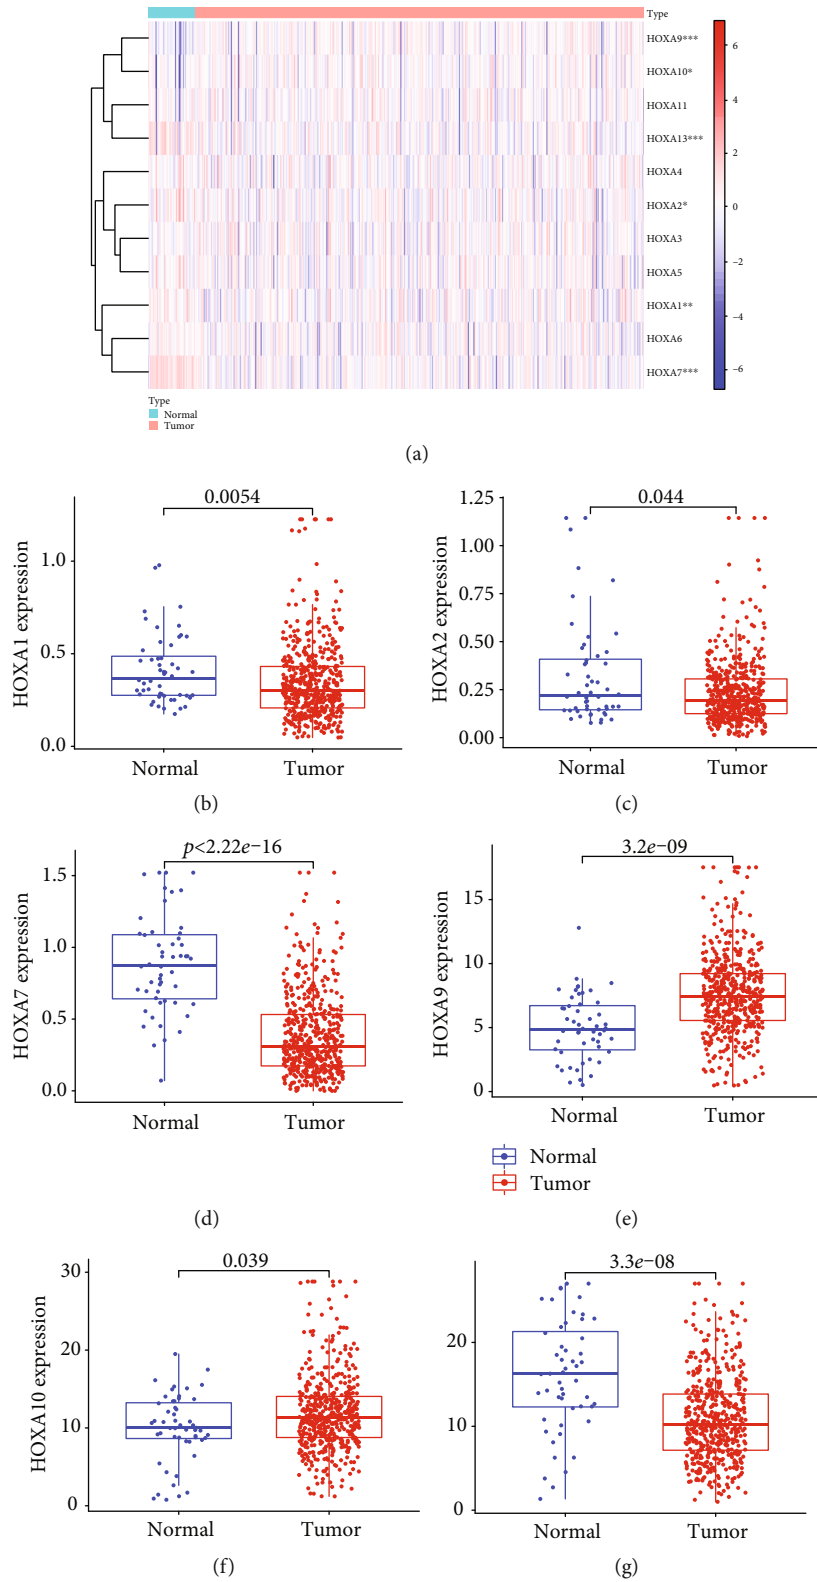 Type
HOXA9***
HOXA10*
HOXA11
HOXA13***
HOXA4
HOXA2*
HOXA3
HOXA5
HOXA1**
HOXA6
HOXA7***
6
4
2
0
−2
−4
−6
Type
Normal
Tumor
(a)
0.0054
HOXA1 expression
1.0
0.5
0.0
Normal
Tumor
(b)
0.044
HOXA2 expression
1.25
1.00
0.75
0.50
0.25
0.00
Normal
Tumor
(c)
p<2.22e−16
HOXA7 expression
1.5
1.0
0.5
0.0
Normal
Tumor
(d)
3.2e−09
HOXA9 expression
15
10
5
0
Normal
Tumor
Normal
Tumor
(e)
0.039
HOXA10 expression
30
20
10
0
Normal
Tumor
(f)
3.3e−08
20
10
0
Normal
Tumor
(g)